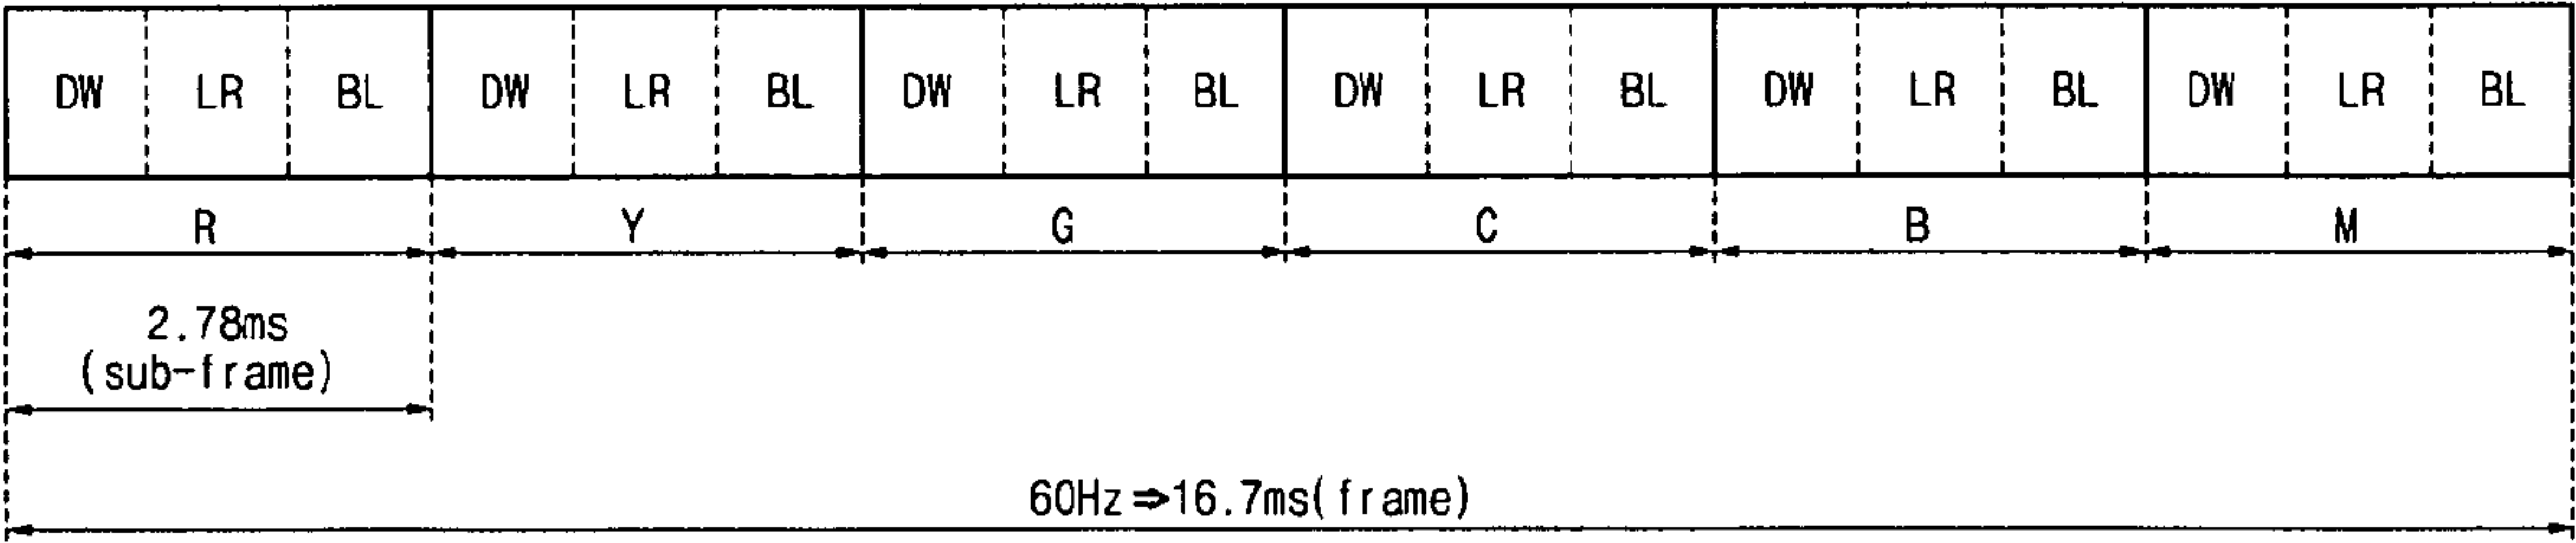 DW LR BL DW LR BL DW LR BL DW LR BL DW LR BL DW LR BL
R Y G C B M
2.78ms
(sub-frame)
60Hz⇒16.7ms(frame)